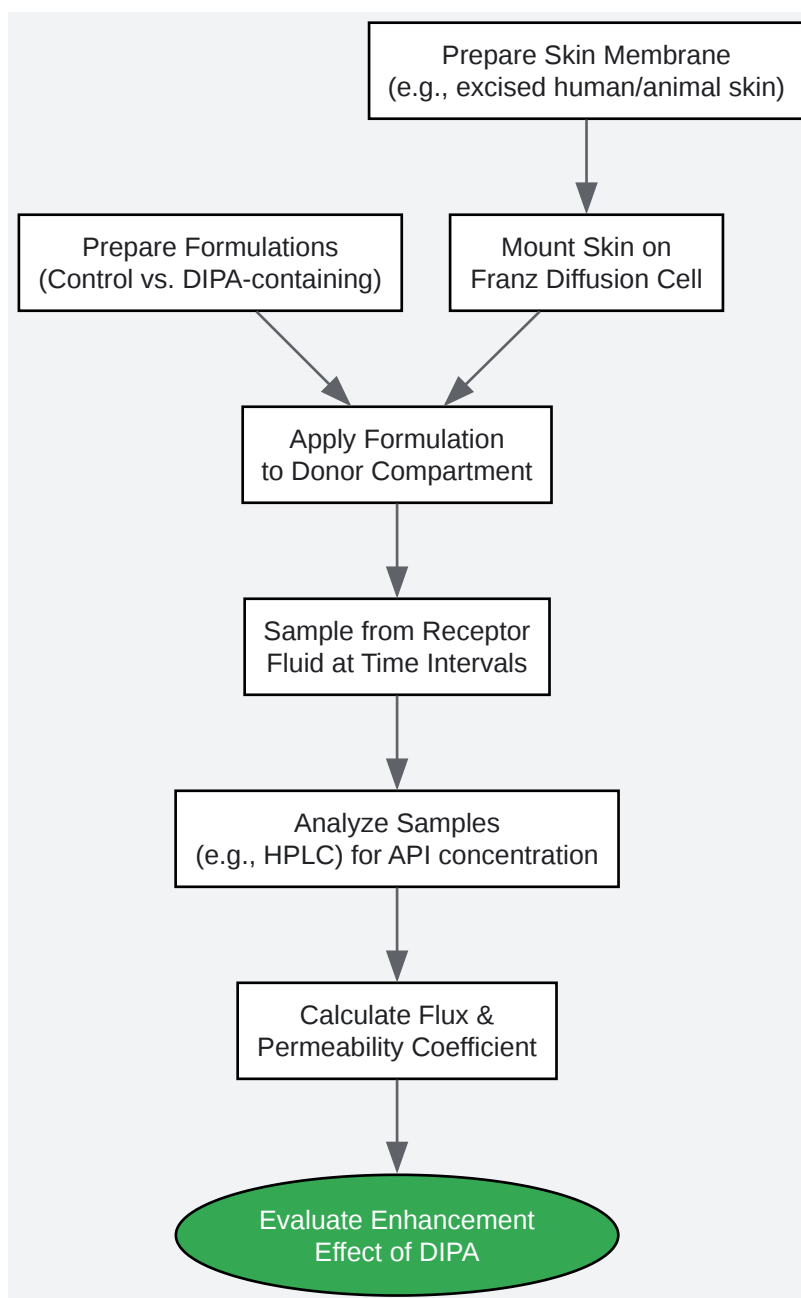 Prepare Skin Membrane
(e.g., excised human/animal skin)
Prepare Formulations
(Control vs. DIPA-containing)
Mount Skin on
Franz Diffusion Cell
Apply Formulation
to Donor Compartment
Sample from Receptor
Fluid at Time Intervals
Analyze Samples
(e.g., HPLC) for API concentration
Calculate Flux &
Permeability Coefficient
Evaluate Enhancement
Effect of DIPA